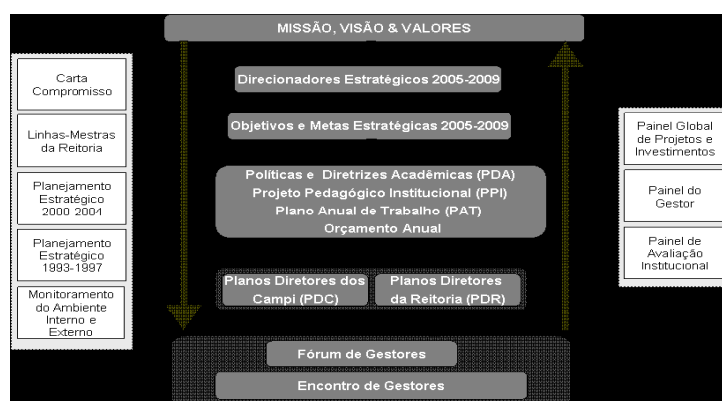 MISSÃO, VISÃO & VALORES
Carta
Compromisso
Linhas-Mestras
da Reitoria
Planejamento
Estratégico
2000 2004
Planejamento
Estratégico
1993-1997
Monitoramento
do Ambiente
Interno e
Externo
Direcionadores Estratégicos 2005-2009
Objetivos e Metas Estratégicas 2005-2009
Políticas e Diretrizes Acadêmicas (PDA)
Projeto Pedagógico Institucional (PPI)
Plano Anual de Trabalho (PAT)
Orçamento Anual
Planos Diretores dos
Campi (PDC)
Planos Diretores
da Reitoria (PDR)
Fórum de Gestores
Encontro de Gestores
Painel Global
de Projetos e
Investimentos
Painel do
Gestor
Painel de
Avaliação
Institucional